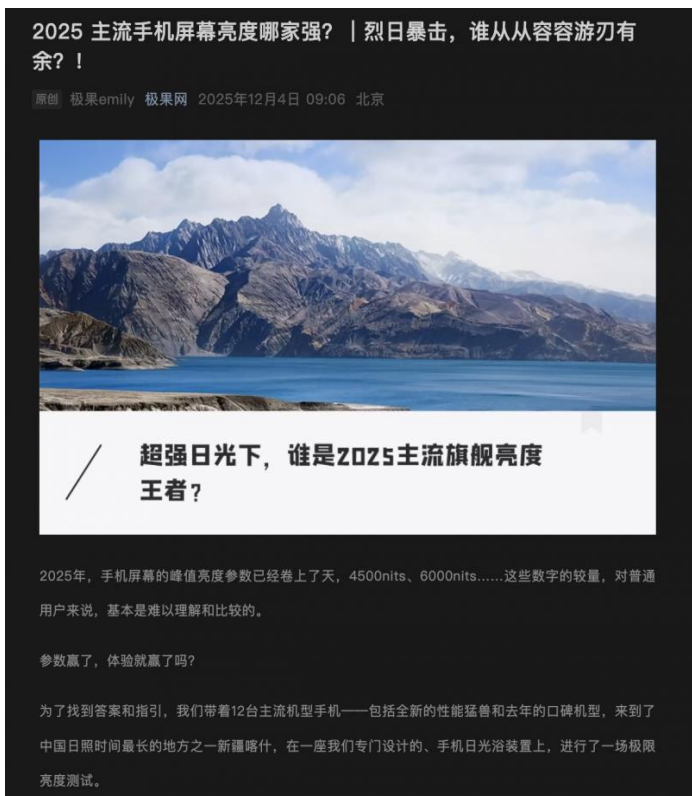 2025 主流手机屏幕亮度哪家强？｜烈日暴击，谁从从容容游刃有
余？！
原创 极果emily 极果网 2025年12月4日 09:06 北京
超强日光下，谁是2025主流旗舰亮度
王者？
2025年，手机屏幕的峰值亮度参数已经卷上了天，4500nits、6000nits……这些数字的较量，对普通
用户来说，基本是难以理解和比较的。
参数赢了，体验就赢了吗？
为了找到答案和指引，我们带着12台主流机型手机——包括全新的性能猛兽和去年的口碑机型，来到了
中国日照时间最长的地方之一新疆喀什，在一座我们专门设计的、手机日光浴装置上，进行了一场极限
亮度测试。